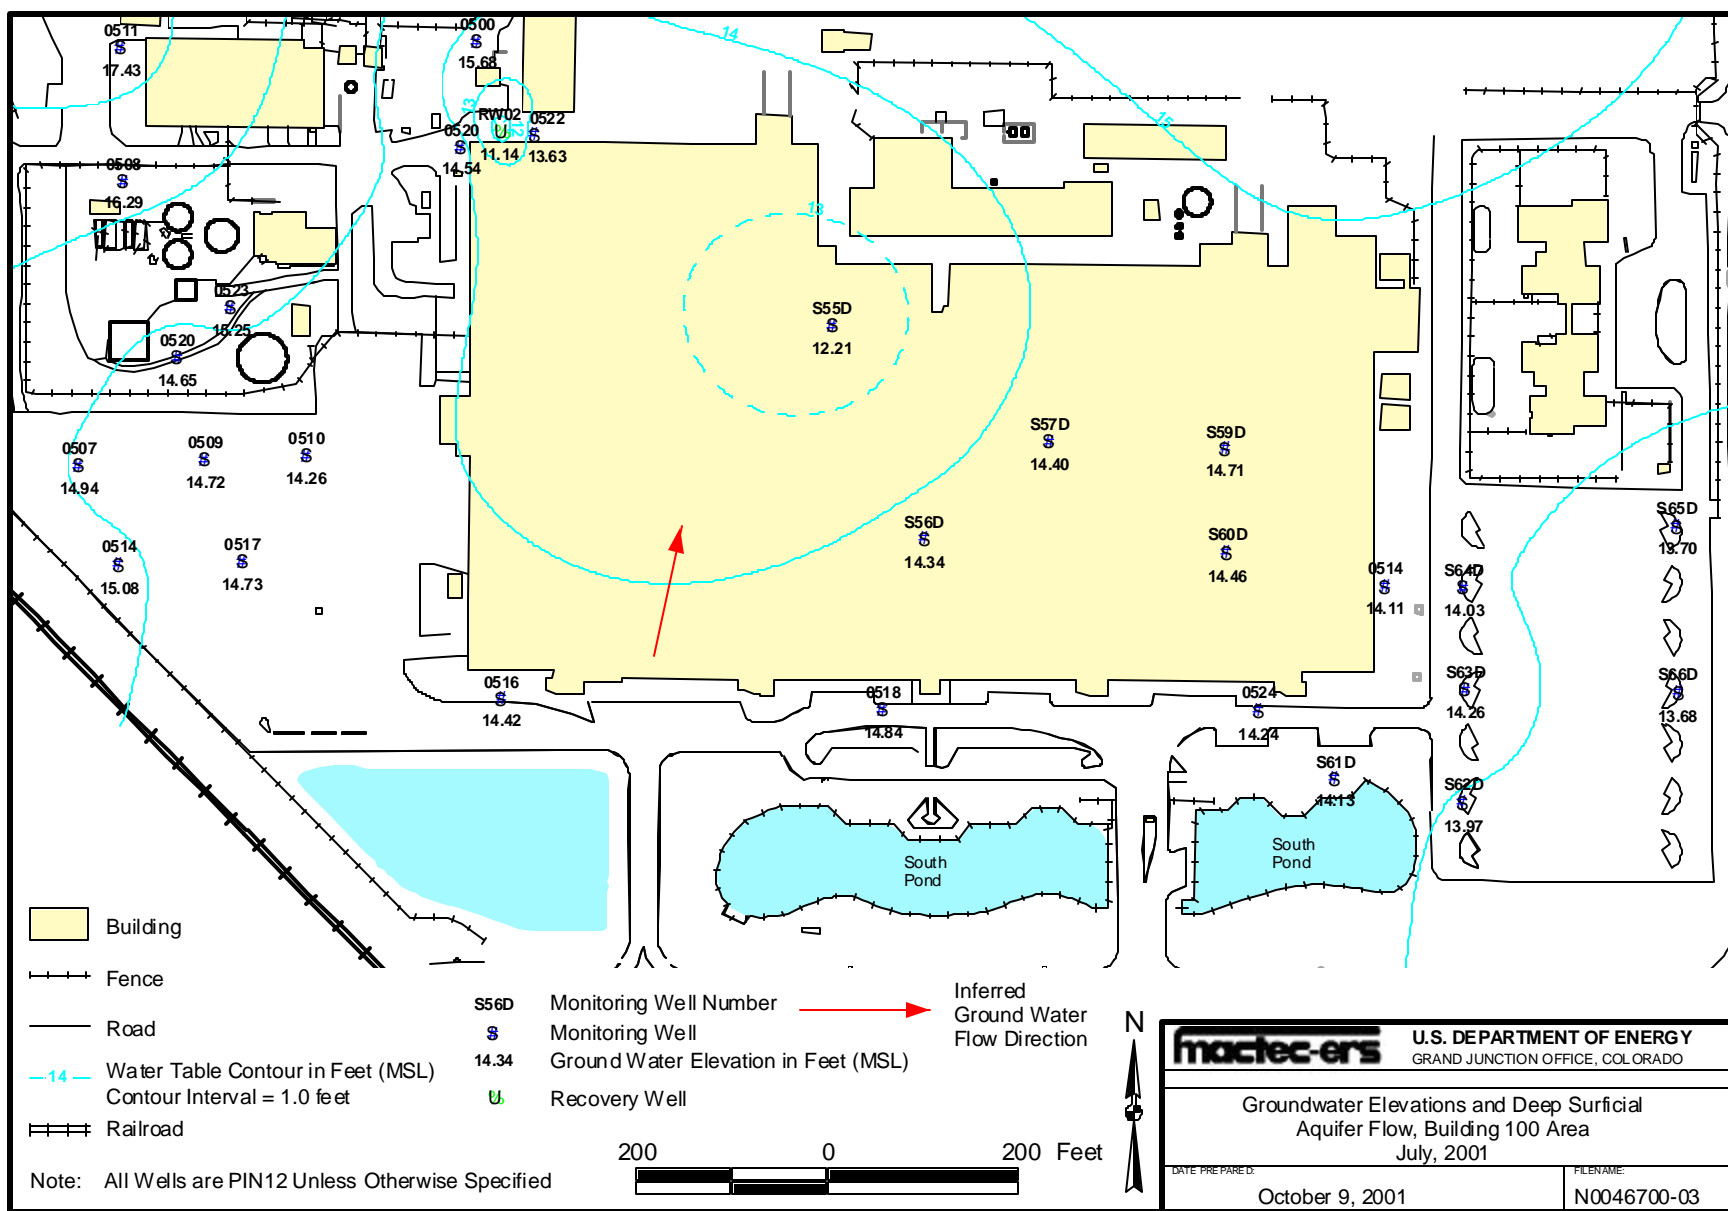 0511
17.43
0500
15.68
14
13
RW02
12
11.14
0520
14.54
0522
13.63
15
0508
16.29
13
0523
15.25
0520
14.65
S55D
12.21
0507
14.94
0509
14.72
0510
14.26
S57D
14.40
S59D
14.71
0514
15.08
0517
14.73
S56D
14.34
S60D
14.46
0514
14.11
S64D
14.03
S65D
13.70
0516
14.42
0518
14.84
0524
14.24
S63D
14.26
S66D
13.68
S61D
14.13
S62D
13.97
South
Pond
South
Pond
Building
Fence
Road
14
Water Table Contour in Feet (MSL)
Contour Interval = 1.0 feet
Railroad
Note: All Wells are PIN12 Unless Otherwise Specified
S56D Monitoring Well Number
Monitoring Well
14.34 Ground Water Elevation in Feet (MSL)
Recovery Well
Inferred
Ground Water
Flow Direction
200 0 200 Feet
N
mactec-ers
U.S. DEPARTMENT OF ENERGY
GRAND JUNCTION OFFICE, COLORADO
Groundwater Elevations and Deep Surficial
Aquifer Flow, Building 100 Area
July, 2001
DATE PREPARED:
October 9, 2001
FILENAME:
N0046700-03